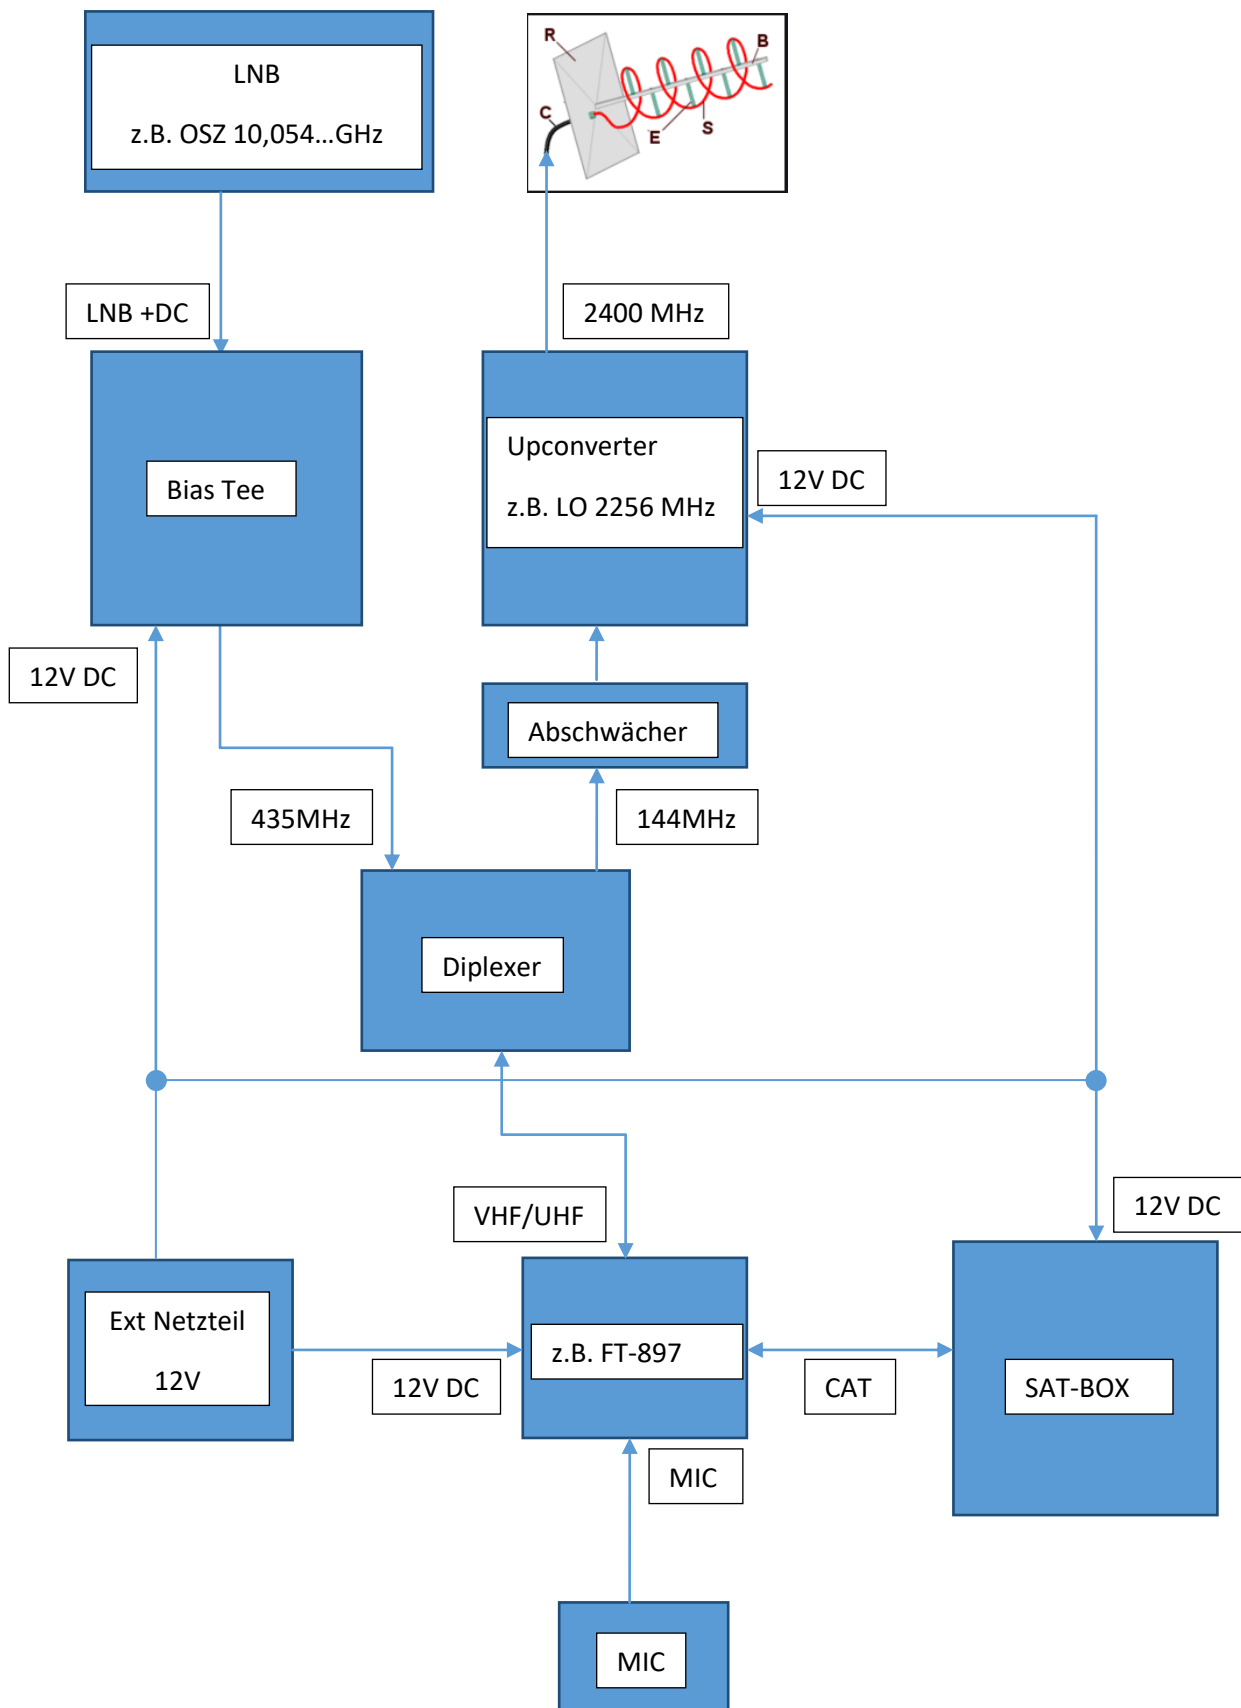 LNB
z.B. OSZ 10,054...GHz
R
B
C
E
S
LNB +DC
2400 MHz
Bias Tee
Upconverter
z.B. LO 2256 MHz
12V DC
12V DC
Abschwächer
435MHz
144MHz
Diplexer
VHF/UHF
12V DC
Ext Netzteil
12V
12V DC
z.B. FT-897
CAT
SAT-BOX
MIC
MIC